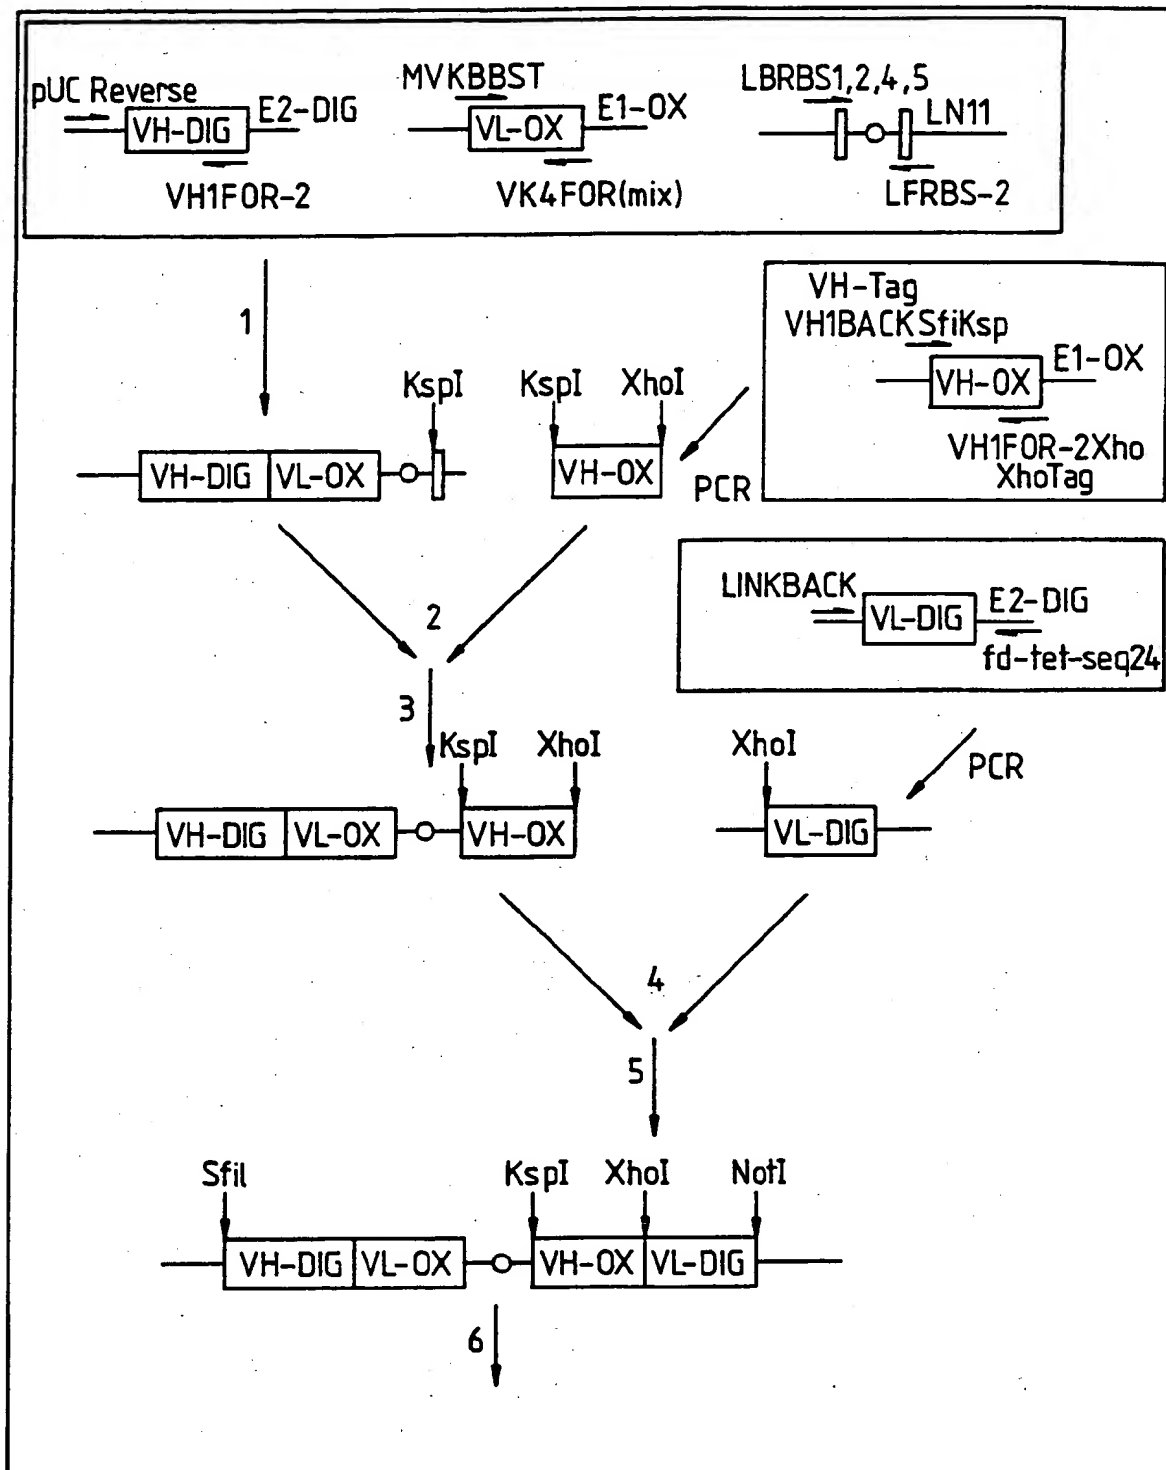 pUC Reverse
VH-DIG
E2-DIG
VH1FOR-2
MVKBBST
VL-OX
E1-OX
VK4FOR(mix)
LBRBS1,2,4,5
LN11
LFRBS-2
1
VH-Tag
VH1BACKSfiKsp
VH-OX
E1-OX
VH1FOR-2Xho
XhoTag
PCR
KspI
VH-DIG VL-OX
KspI XhoI
VH-OX
2
LINKBACK
VL-DIG
E2-DIG
fd-tet-seq24
PCR
3
KspI XhoI
VH-DIG VL-OX VH-OX
XhoI
VL-DIG
4
5
SfiI KspI XhoI NotI
VH-DIG VL-OX VH-OX VL-DIG
6